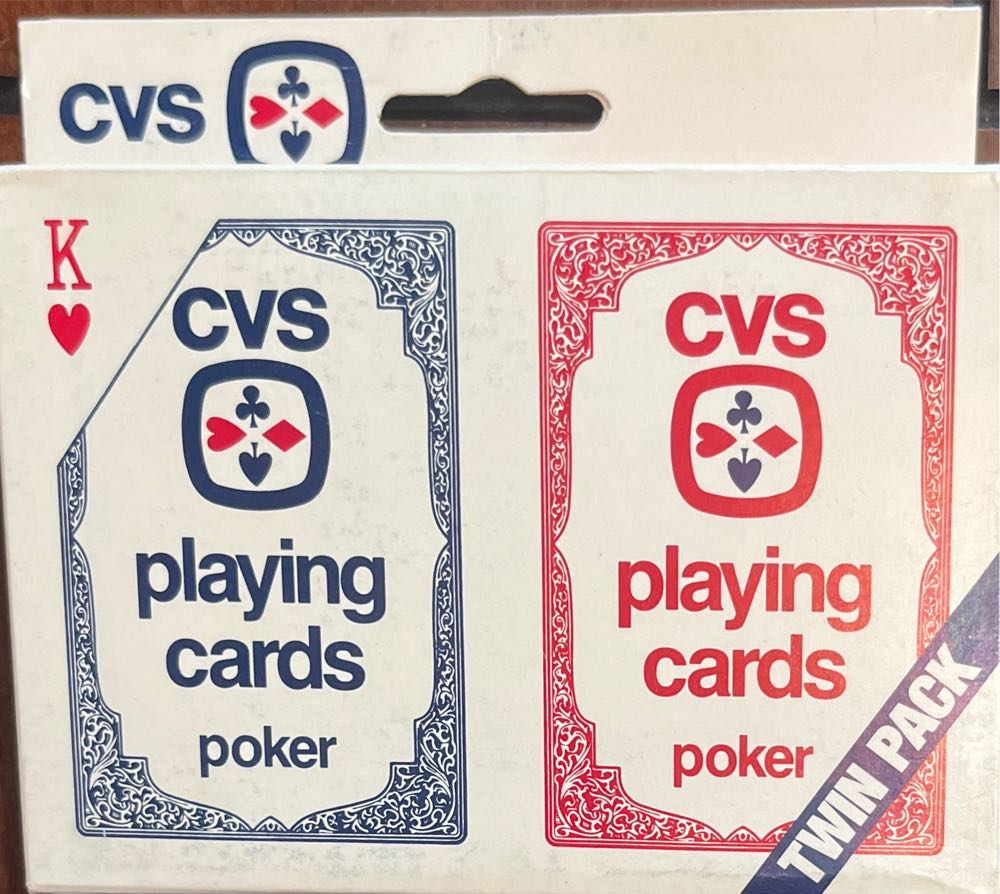 CVS
K
CVS
playing
cards
poker
CVS
playing
cards
poker
TWIN PACK